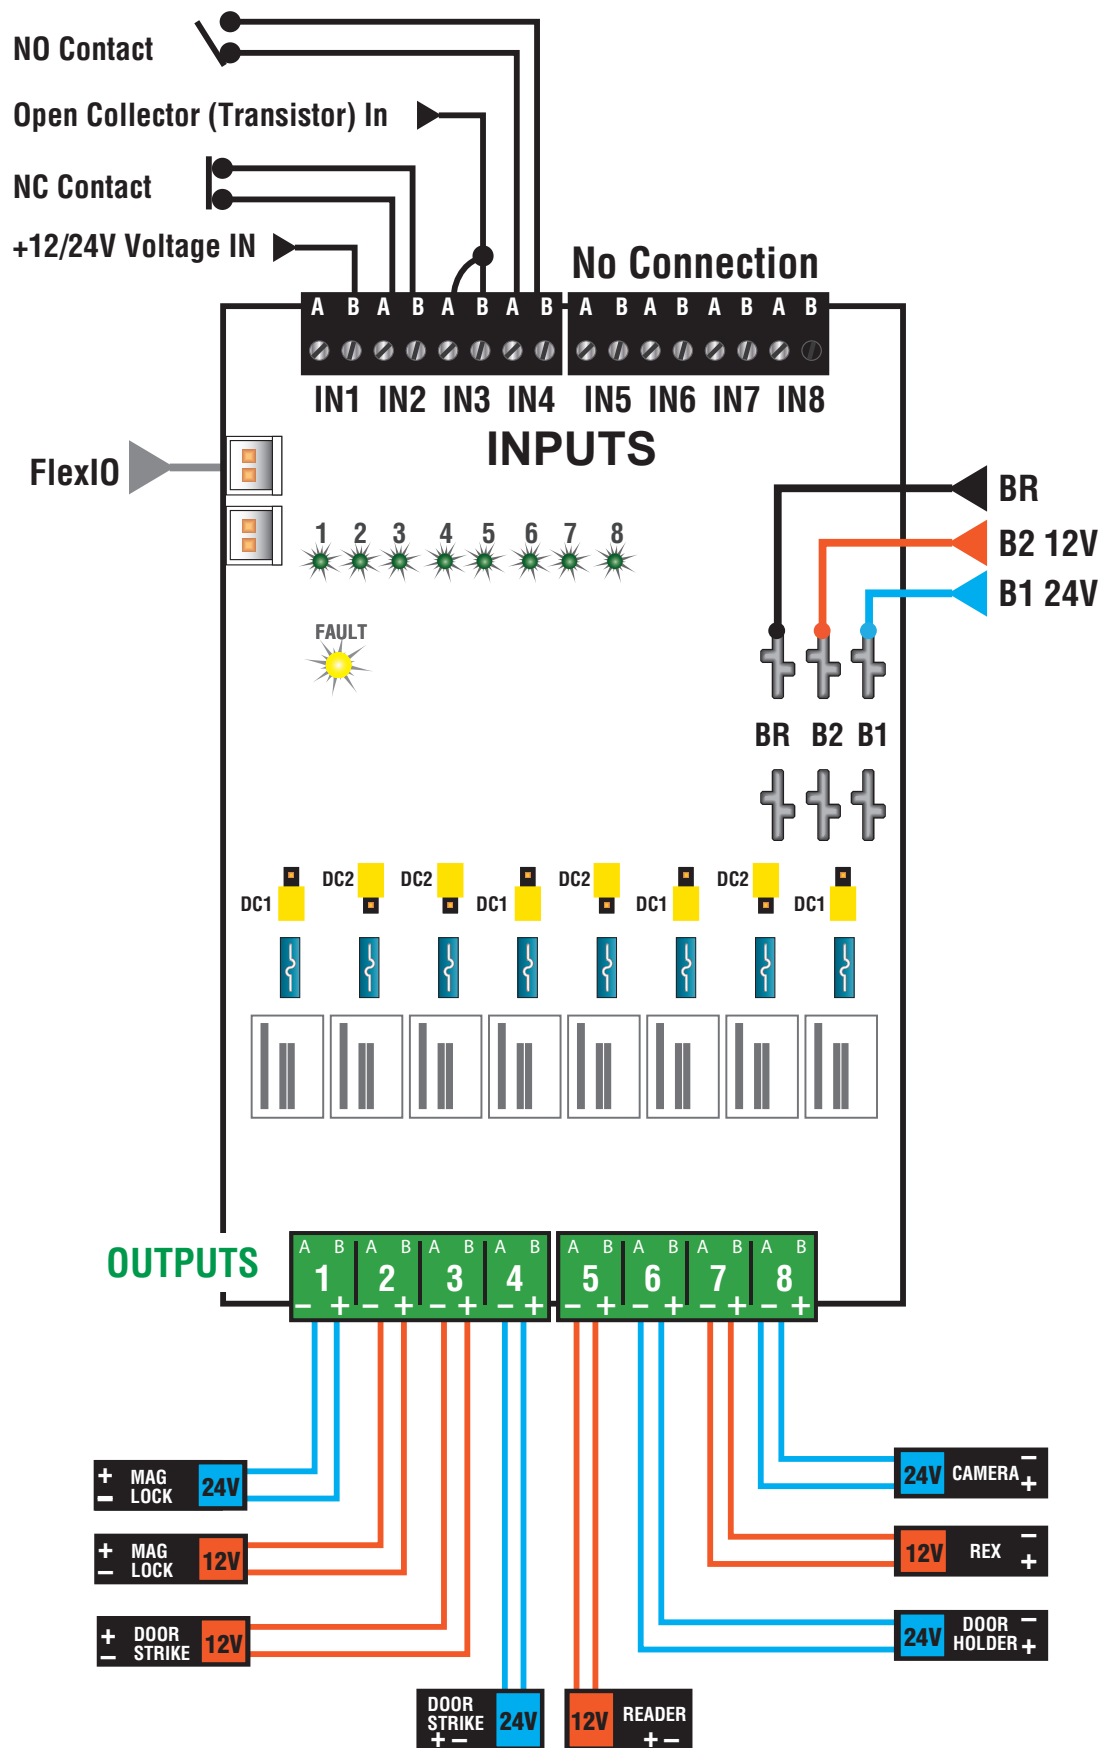 NO Contact
Open Collector (Transistor) In
NC Contact
+12/24V Voltage IN
No Connection
A B A B A B A B A B A B A B A B
IN1 IN2 IN3 IN4 IN5 IN6 IN7 IN8
INPUTS
FlexIO
BR
B2 12V
B1 24V
1 2 3 4 5 6 7 8
FAULT
BR B2 B1
DC1 DC2 DC2 DC1 DC2 DC1 DC2 DC1
OUTPUTS
A B A B A B A B A B A B A B A B
1 2 3 4 5 6 7 8
– + – + – + – + – + – + – + – +
+ – MAG
LOCK
24V
+ – MAG
LOCK
12V
+ – DOOR
STRIKE
12V
DOOR
STRIKE
+ –
24V
12V
READER
+ –
24V
CAMERA – +
12V
REX – +
24V
DOOR
HOLDER – +